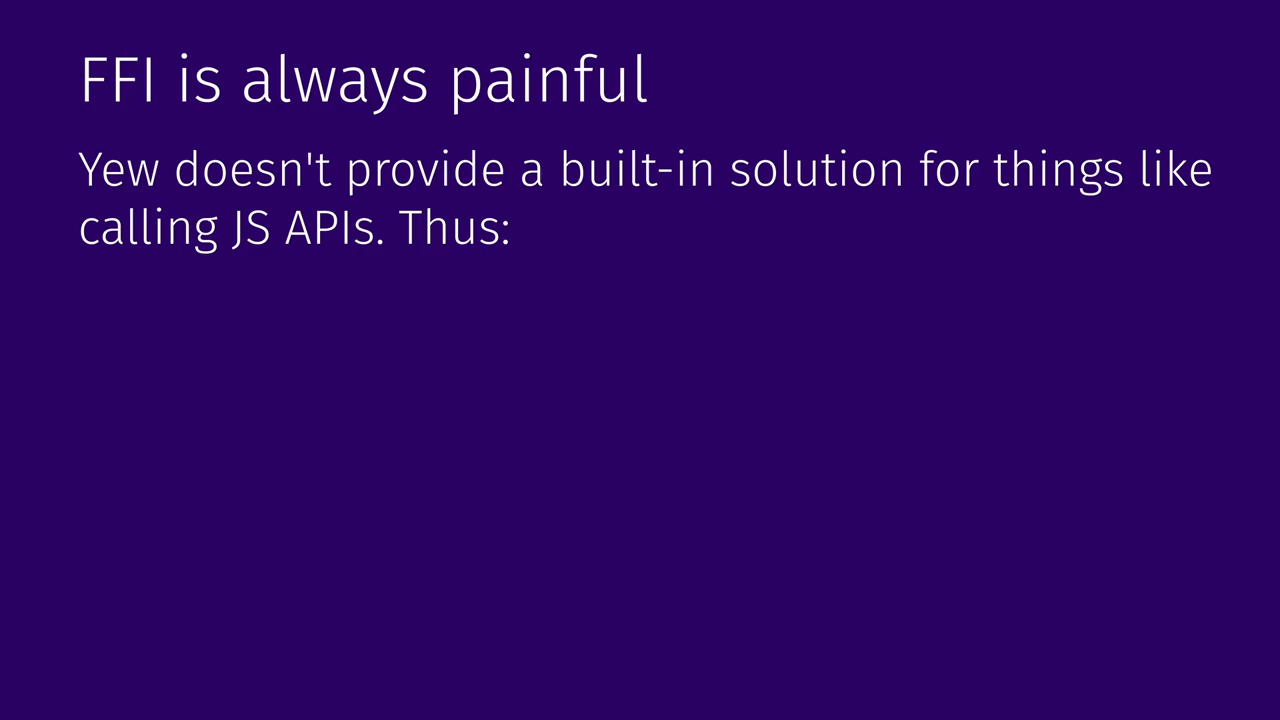 FFI is always painful
Yew doesn't provide a built-in solution for things like
calling JS APIs. Thus: